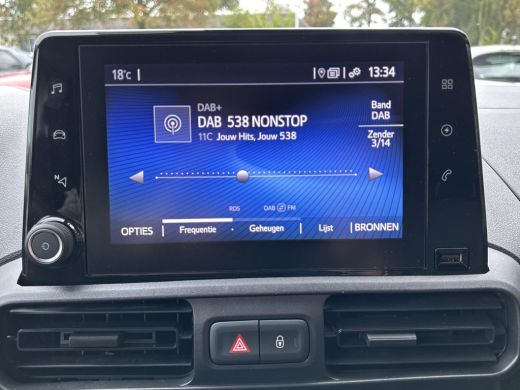 18°C
13:34
DAB+
DAB 538 NONSTOP
11C Jouw Hits, Jouw 538
Band
DAB
Zender
3/14
RDS
DAB FM
OPTIES
Frequentie
Geheugen
Lijst
BRONNEN
N